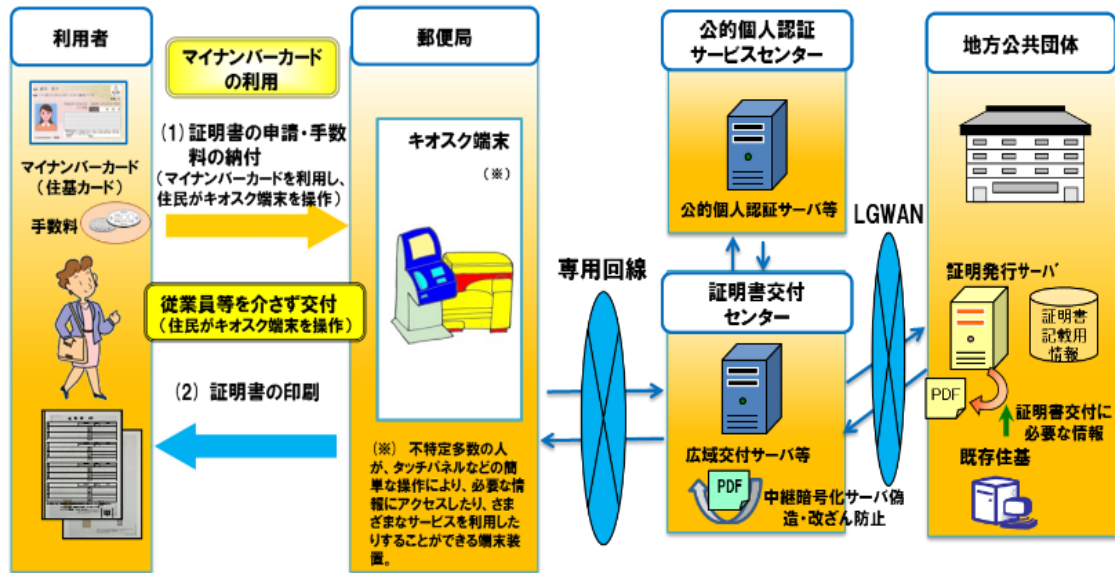 利用者
マイナンバーカード
(住基カード)
手数料
マイナンバーカード
の利用
(1)証明書の申請・手数
料の納付
(マイナンバーカードを利用し、
住民がキオスク端末を操作)
従業員等を介さず交付
(住民がキオスク端末を操作)
(2) 証明書の印刷
郵便局
キオスク端末
(※)
(※) 不特定多数の人
が、タッチパネルなどの簡
単な操作により、必要な情
報にアクセスしたり、さま
ざまなサービスを利用した
りすることができる端末装
置。
専用回線
公的個人認証
サービスセンター
公的個人認証サーバ等
証明書交付
センター
広域交付サーバ等
PDF
中継暗号化サーバ偽
造・改ざん防止
LGWAN
地方公共団体
証明発行サーバ
証明書
記載用
情報
PDF
証明書交付に
必要な情報
既存住基